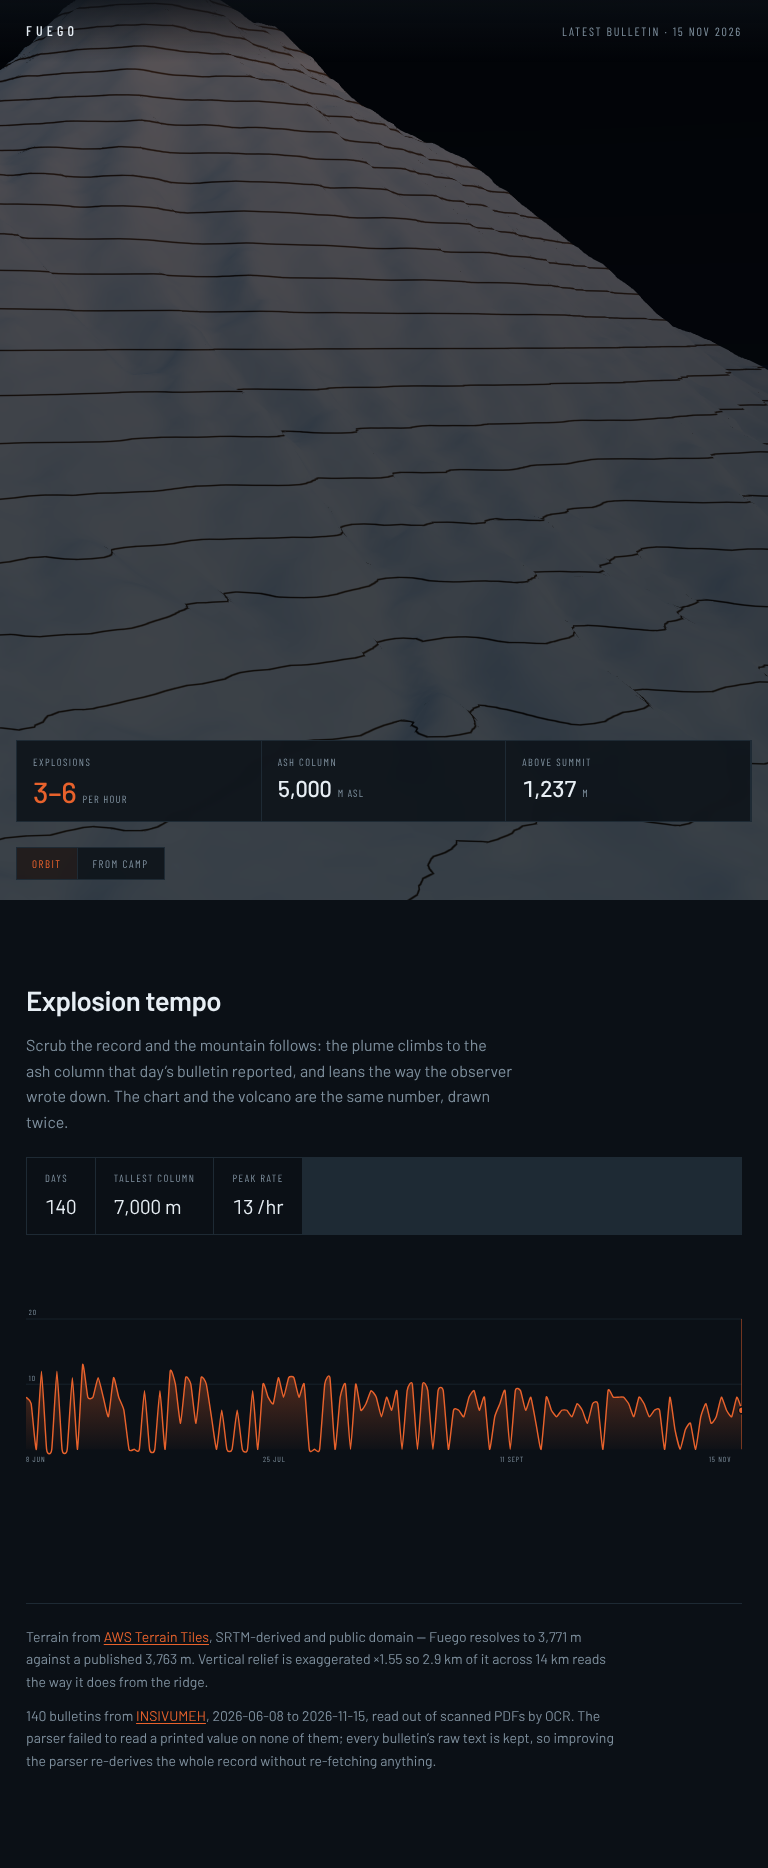 FUEGO
LATEST BULLETIN · 15 NOV 2026
EXPLOSIONS
3–6 PER HOUR
ASH COLUMN
5,000 M ASL
ABOVE SUMMIT
1,237 M
ORBIT
FROM CAMP
Explosion tempo
Scrub the record and the mountain follows: the plume climbs to the
ash column that day’s bulletin reported, and leans the way the observer
wrote down. The chart and the volcano are the same number, drawn
twice.
DAYS
140
TALLEST COLUMN
7,000 m
PEAK RATE
13 /hr
20
10
8 JUN
25 JUL
11 SEPT
15 NOV
Terrain from AWS Terrain Tiles, SRTM-derived and public domain — Fuego resolves to 3,771 m
against a published 3,763 m. Vertical relief is exaggerated ×1.55 so 2.9 km of it across 14 km reads
the way it does from the ridge.
140 bulletins from INSIVUMEH, 2026-06-08 to 2026-11-15, read out of scanned PDFs by OCR. The
parser failed to read a printed value on none of them; every bulletin’s raw text is kept, so improving
the parser re-derives the whole record without re-fetching anything.